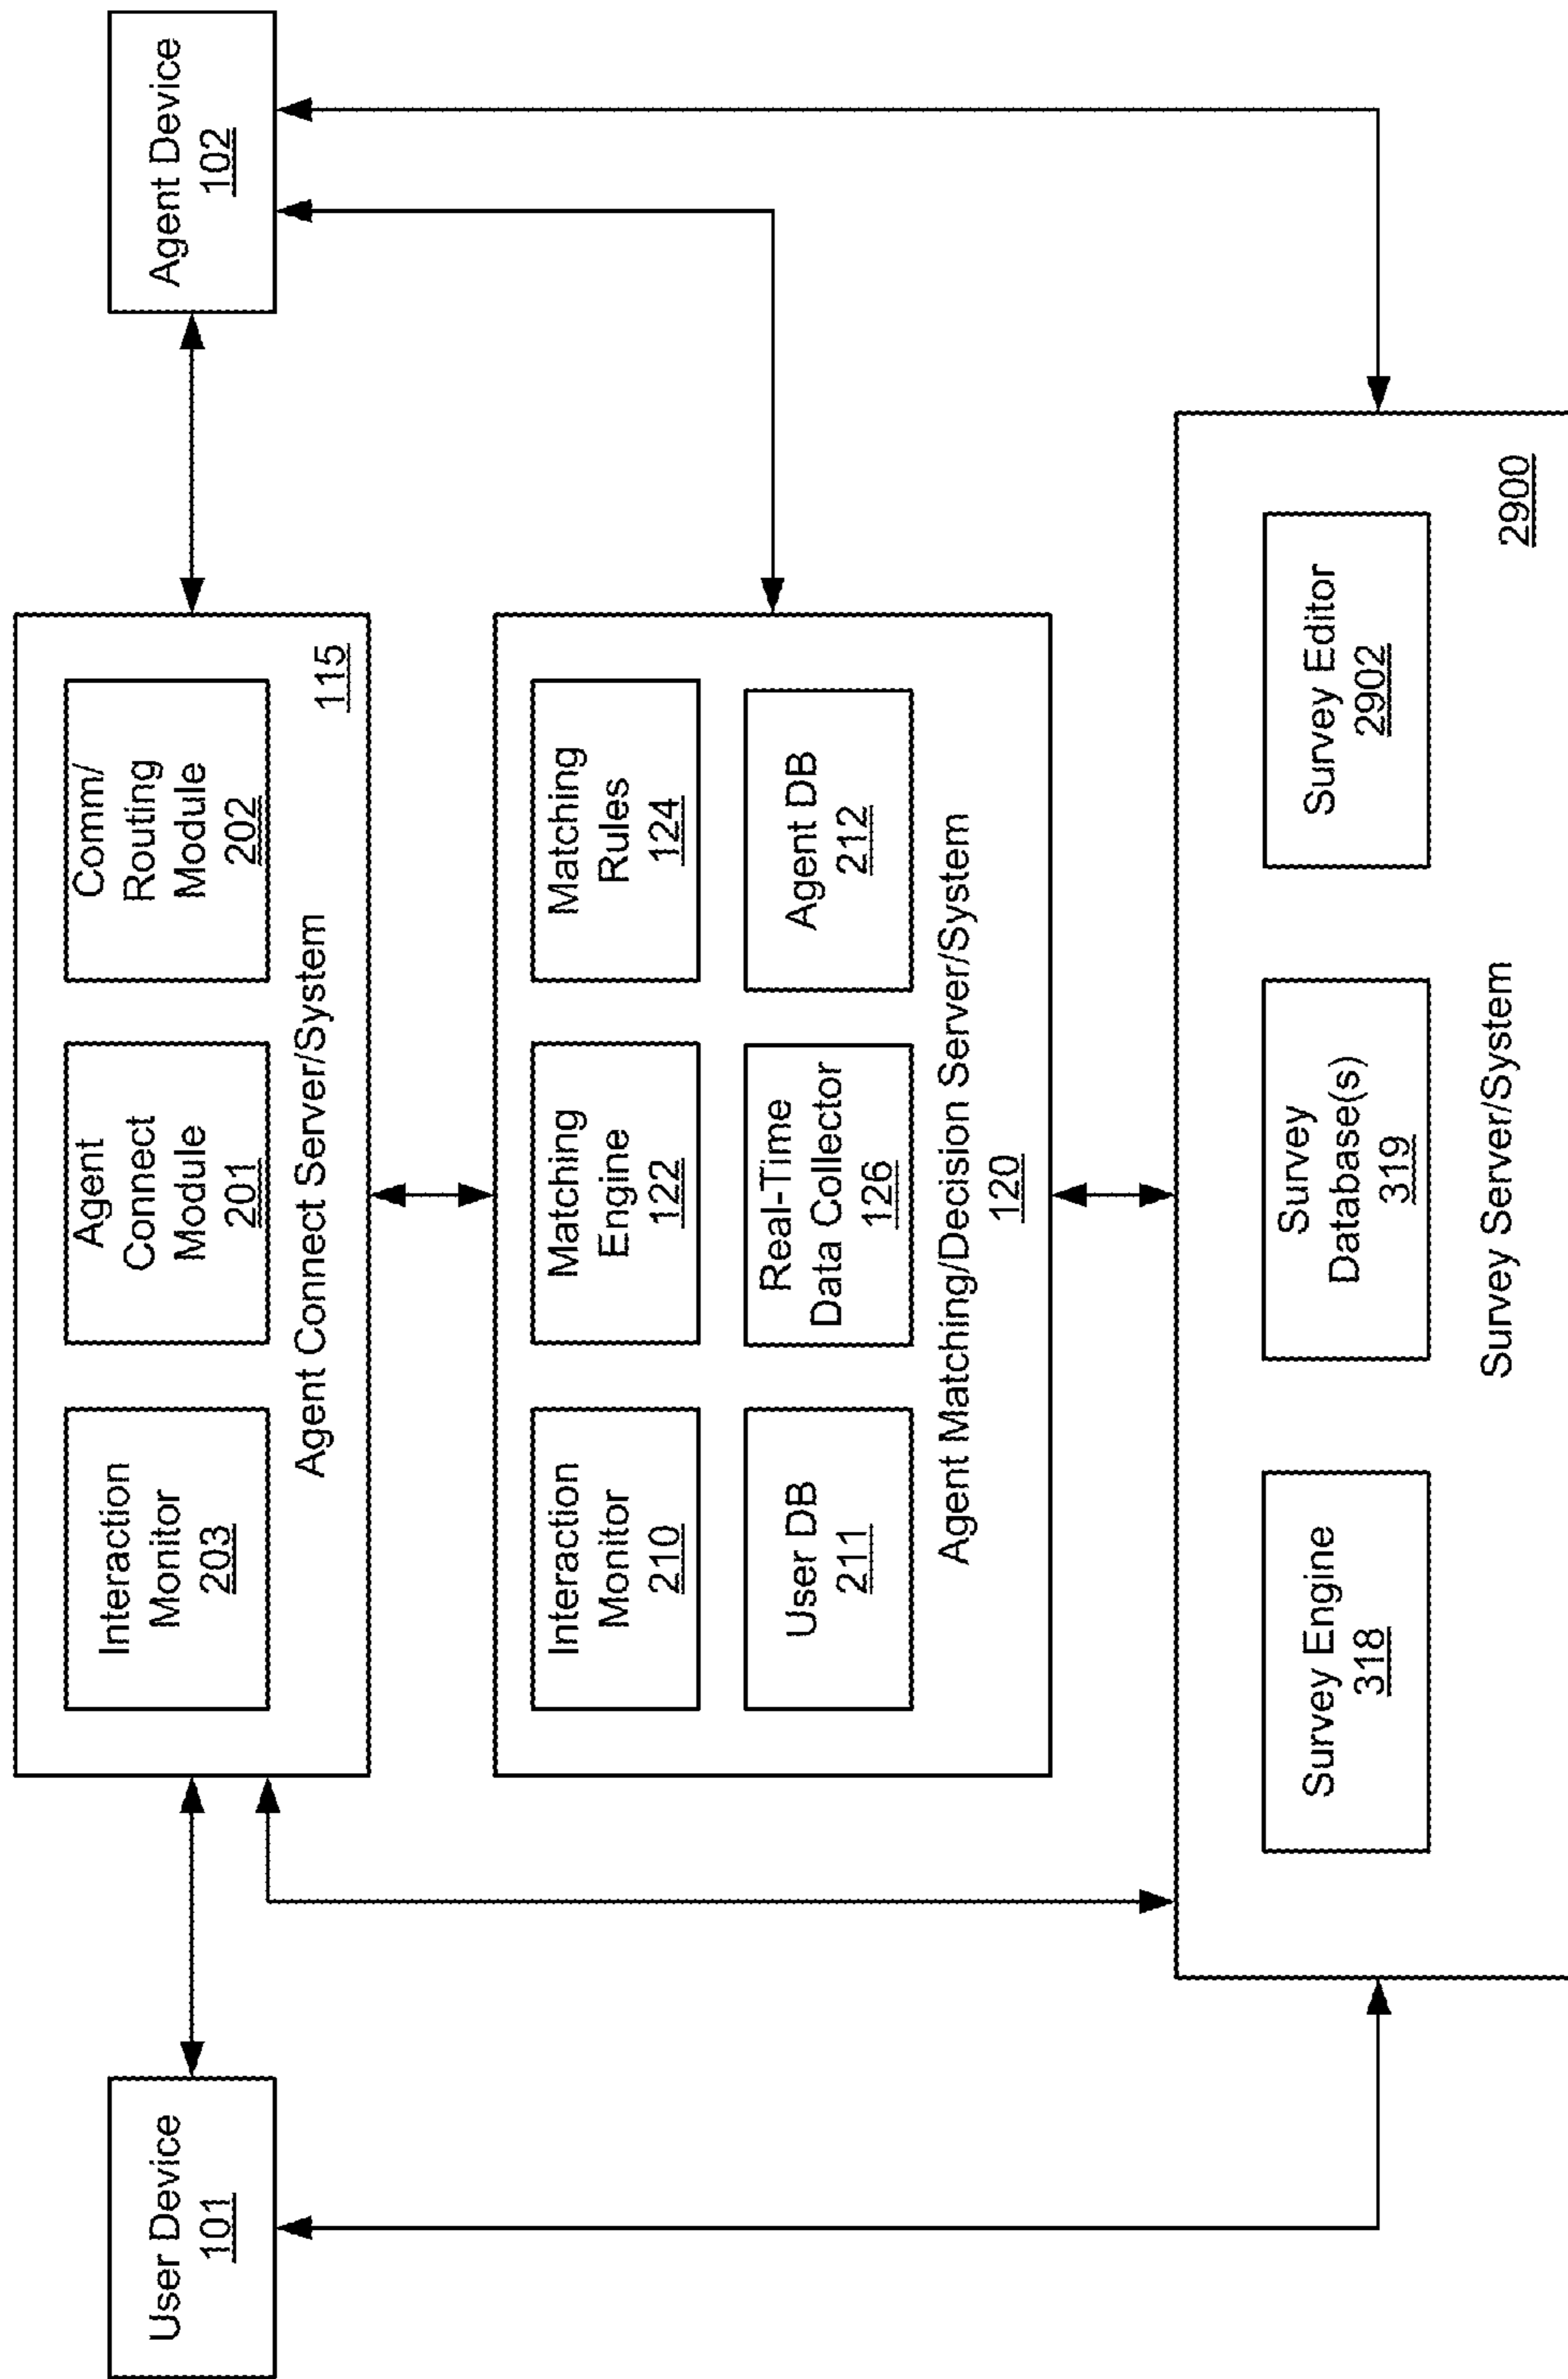 User Device
101
Agent Device
102
Interaction
Monitor
203
Agent
Connect
Module
201
Comm/
Routing
Module
202
Agent Connect Server/System
115
Interaction
Monitor
210
Matching
Engine
122
Matching
Rules
124
User DB
211
Real-Time
Data Collector
126
Agent DB
212
Agent Matching/Decision Server/System
120
Survey Engine
318
Survey
Database(s)
319
Survey Editor
2902
Survey Server/System
2900